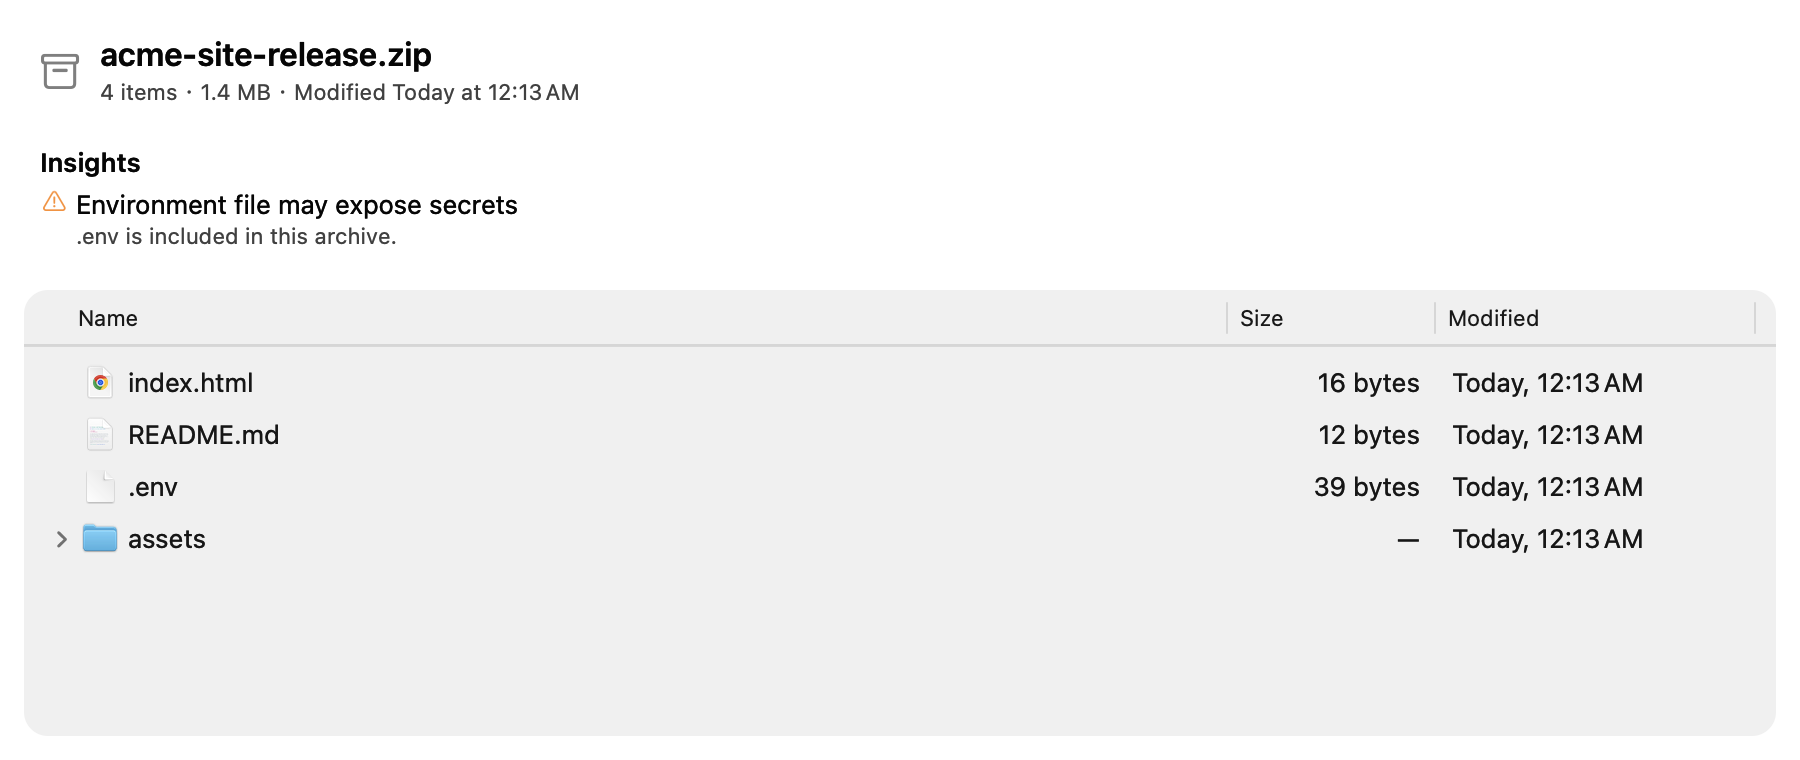 acme-site-release.zip
4 items · 1.4 MB · Modified Today at 12:13 AM
Insights
Environment file may expose secrets
.env is included in this archive.
Name Size Modified
index.html 16 bytes Today, 12:13 AM
README.md 12 bytes Today, 12:13 AM
.env 39 bytes Today, 12:13 AM
assets — Today, 12:13 AM